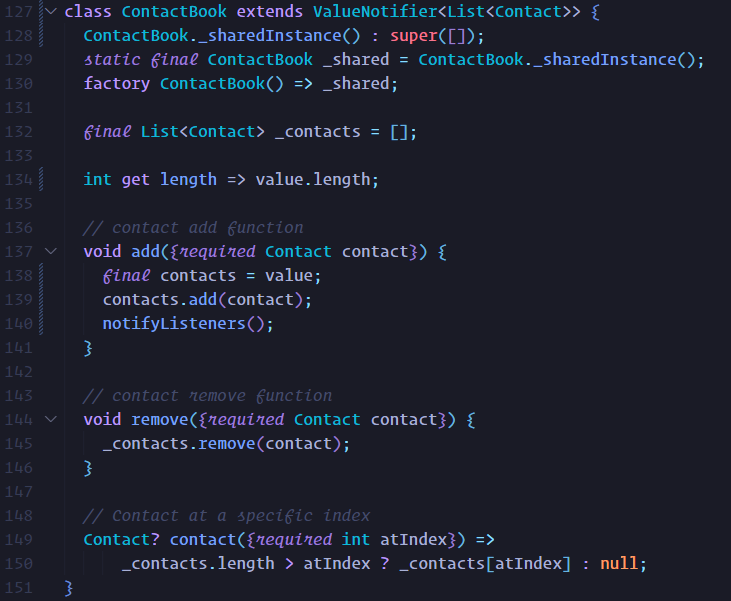 127 class ContactBook extends ValueNotifier<List<Contact>> {
128   ContactBook._sharedInstance() : super([]);
129   static final ContactBook _shared = ContactBook._sharedInstance();
130   factory ContactBook() => _shared;
131
132   final List<Contact> _contacts = [];
133
134   int get length => value.length;
135
136   // contact add function
137   void add({required Contact contact}) {
138     final contacts = value;
139     contacts.add(contact);
140     notifyListeners();
141   }
142
143   // contact remove function
144   void remove({required Contact contact}) {
145     _contacts.remove(contact);
146   }
147
148   // Contact at a specific index
149   Contact? contact({required int atIndex}) =>
150       _contacts.length > atIndex ? _contacts[atIndex] : null;
151 }